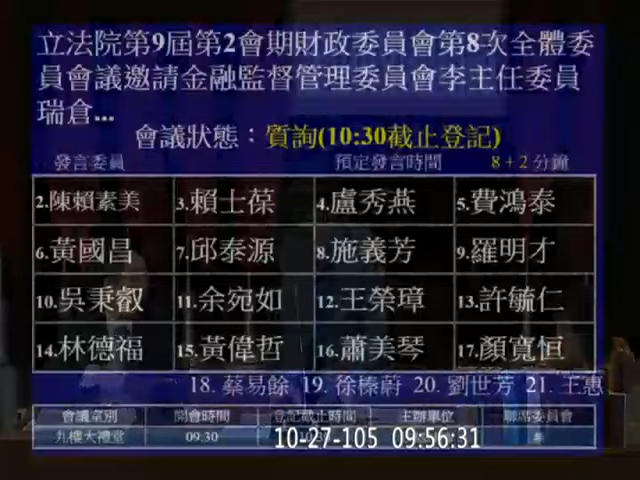 立法院第9屆第2會期財政委員會第8次全體委
員會議邀請金融監督管理委員會李主任委員
瑞倉...
會議狀態：質詢(10:30截止登記)
發言委員 預定發言時間 8+2分鐘
2.陳賴素美 3.賴士葆 4.盧秀燕 5.費鴻泰
6.黃國昌 7.邱泰源 8.施義芳 9.羅明才
10.吳秉叡 11.余宛如 12.王榮璋 13.許毓仁
14.林德福 15.黃偉哲 16.蕭美琴 17.顏寬恒
18. 蔡易餘 19. 徐榛蔚 20. 劉世芳 21. 王惠
會議室別 開會時間 登記截止時間 主辦單位 聯席委員會
九樓大禮堂 09:30
10-27-105 09:56:31